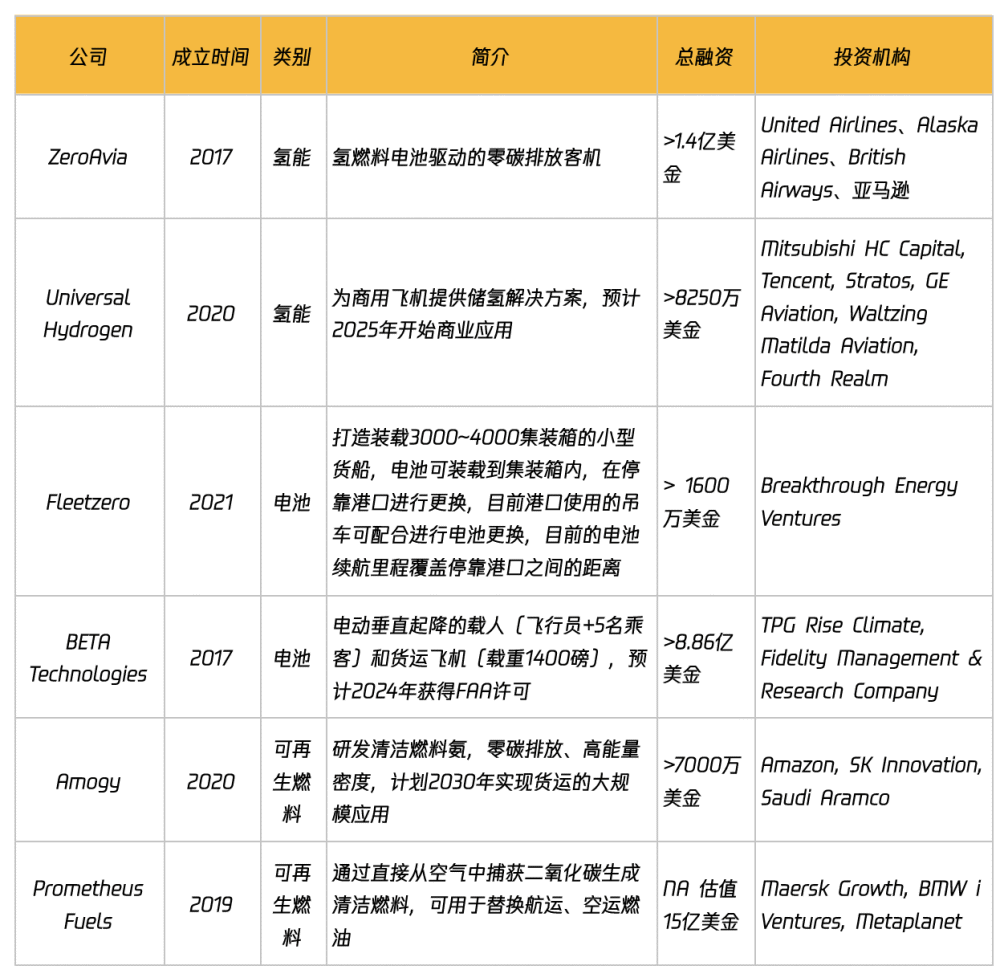 公司
成立时间
类别
简介
总融资
投资机构
ZeroAvia
2017
氢能
氢燃料电池驱动的零碳排放客机
>1.4亿美
金
United Airlines、Alaska
Airlines、British
Airways、亚马逊
Universal
Hydrogen
2020
氢能
为商用飞机提供储氢解决方案，预计
2025年开始商业应用
>8250万
美金
Mitsubishi HC Capital,
Tencent, Stratos, GE
Aviation, Waltzing
Matilda Aviation,
Fourth Realm
Fleetzero
2021
电池
打造装载3000~4000集装箱的小型
货船，电池可装载到集装箱内，在停
靠港口进行更换，目前港口使用的吊
车可配合进行电池更换，目前的电池
续航里程覆盖停靠港口之间的距离
> 1600
万美金
Breakthrough Energy
Ventures
BETA
Technologies
2017
电池
电动垂直起降的载人（飞行员+5名乘
客）和货运飞机（载重1400磅），预
计2024年获得FAA许可
>8.86亿
美金
TPG Rise Climate,
Fidelity Management &
Research Company
Amogy
2020
可再
生燃
料
研发清洁燃料氨，零碳排放、高能量
密度，计划2030年实现货运的大规
模应用
>7000万
美金
Amazon, SK Innovation,
Saudi Aramco
Prometheus
Fuels
2019
可再
生燃
料
通过直接从空气中捕获二氧化碳生成
清洁燃料，可用于替换航运、空运燃
油
NA 估值
15亿美金
Maersk Growth, BMW i
Ventures, Metaplanet